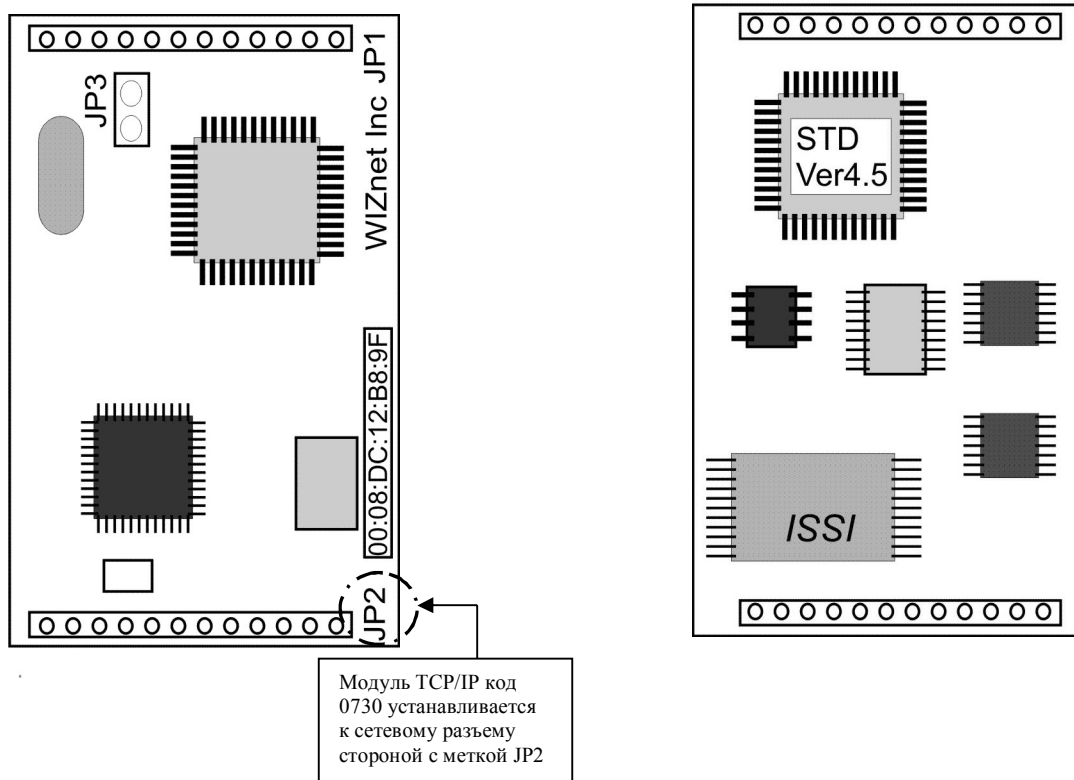 JP1
WIZnet Inc
JP3
00:08:DC:12:B8:9F
JP2
STD
Ver4.5
ISSI
Модуль TCP/IP код
0730 устанавливается
к сетевому разъему
стороной с меткой JP2